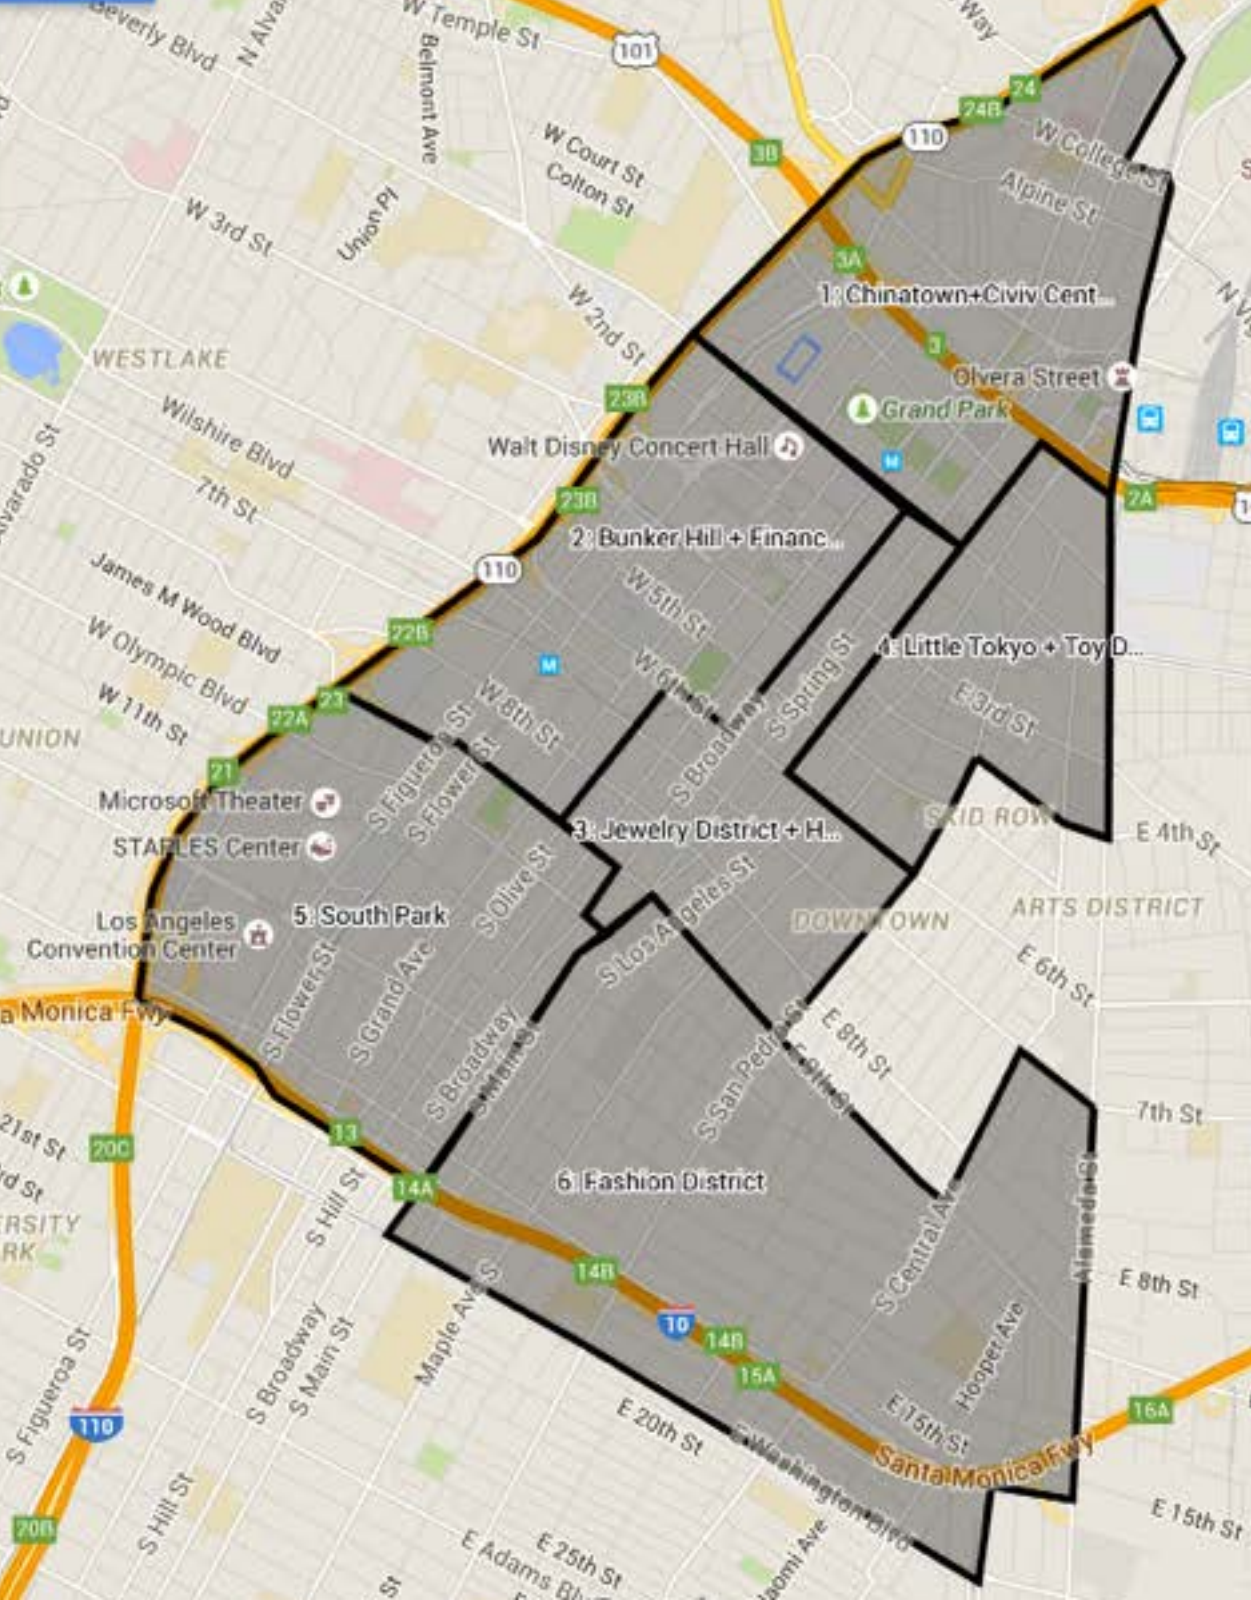 Beverly Blvd
W Temple St
Belmont Ave
101
Way
24
24B
110
3B
W Court St
Colton St
W College St
Alpine St
Union Pl
W 3rd St
3A
1: Chinatown+Civiv Cent...
W 2nd St
3
WESTLAKE
Olvera Street
23B
Grand Park
Wilshire Blvd
Walt Disney Concert Hall
M
7th St
23B
2A
2: Bunker Hill + Financ...
110
W 5th St
James M Wood Blvd
22B
4: Little Tokyo + Toy D...
W Olympic Blvd
M
W 6th St
S Spring St
E 3rd St
W 11th St
23
22A
W 8th St
UNION
S Figueroa St
S Flower St
S Broadway
21
Microsoft Theater
SKID ROW
STAPLES Center
3: Jewelry District + H...
E 4th St
5: South Park
S Olive St
Los Angeles
Convention Center
S Los Angeles St
DOWNTOWN
ARTS DISTRICT
S Flower St
S Grand Ave
E 6th St
a Monica Fwy
S Broadway
S Main St
San Pedro St
E 8th St
E 9th St
7th St
21st St
13
20C
14A
6: Fashion District
S Hill St
S Central Av
Alameda St
14B
E 8th St
10
14B
15A
Maple Ave
S
S Broadway
S Main St
Hooper Ave
S Figueroa St
110
E 20th St
E 15th St
16A
Santa Monica Fwy
E Washington Blvd
S Hill St
20B
E 15th St
E 25th St
E Adams Blv
aomi Ave
St